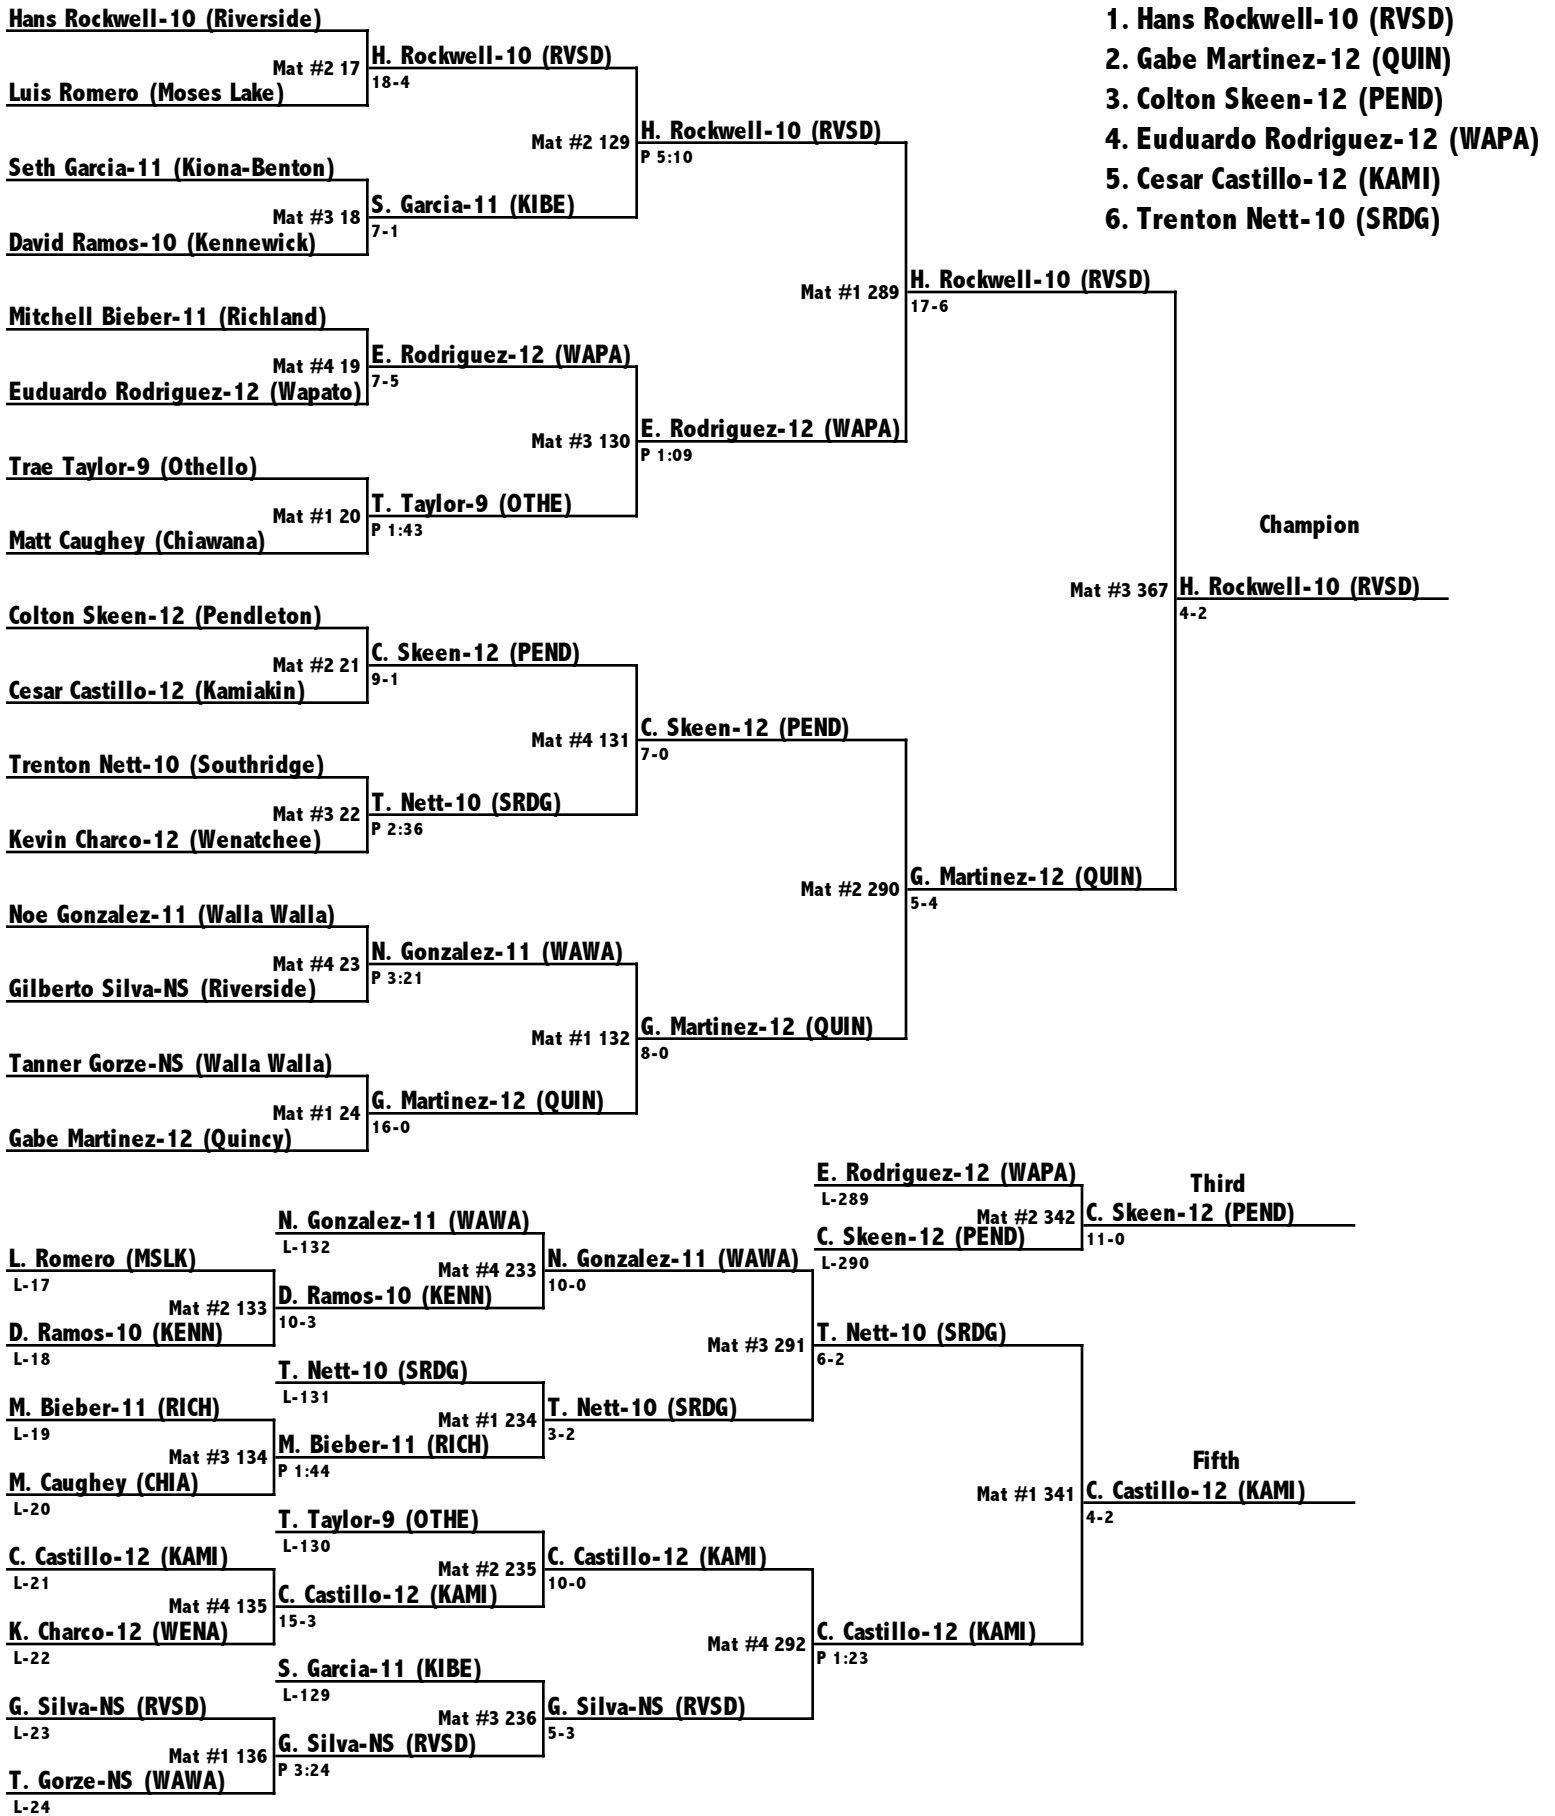 Hans Rockwell-10 (Riverside)
Mat #2 17
Luis Romero (Moses Lake)
H. Rockwell-10 (RVSD)
18-4
Seth Garcia-11 (Kiona-Benton)
Mat #3 18
David Ramos-10 (Kennewick)
S. Garcia-11 (KIBE)
7-1
Mat #2 129
H. Rockwell-10 (RVSD)
P 5:10
Mitchell Bieber-11 (Richland)
Mat #4 19
Euduardo Rodriguez-12 (Wapato)
E. Rodriguez-12 (WAPA)
7-5
Trae Taylor-9 (Othello)
Mat #1 20
Matt Caughey (Chiawana)
T. Taylor-9 (OTHE)
P 1:43
Mat #3 130
E. Rodriguez-12 (WAPA)
P 1:09
Mat #1 289
H. Rockwell-10 (RVSD)
17-6
Colton Skeen-12 (Pendleton)
Mat #2 21
Cesar Castillo-12 (Kamiakin)
C. Skeen-12 (PEND)
9-1
Trenton Nett-10 (Southridge)
Mat #3 22
Kevin Charco-12 (Wenatchee)
T. Nett-10 (SRDG)
P 2:36
Mat #4 131
C. Skeen-12 (PEND)
7-0
Noe Gonzalez-11 (Walla Walla)
Mat #4 23
Gilberto Silva-NS (Riverside)
N. Gonzalez-11 (WAWA)
P 3:21
Tanner Gorze-NS (Walla Walla)
Mat #1 24
Gabe Martinez-12 (Quincy)
G. Martinez-12 (QUIN)
16-0
Mat #1 132
G. Martinez-12 (QUIN)
8-0
Mat #2 290
G. Martinez-12 (QUIN)
5-4
Mat #3 367
Champion
H. Rockwell-10 (RVSD)
4-2
1. Hans Rockwell-10 (RVSD)
2. Gabe Martinez-12 (QUIN)
3. Colton Skeen-12 (PEND)
4. Euduardo Rodriguez-12 (WAPA)
5. Cesar Castillo-12 (KAMI)
6. Trenton Nett-10 (SRDG)
E. Rodriguez-12 (WAPA)
L-289
Mat #2 342
C. Skeen-12 (PEND)
L-290
Third
C. Skeen-12 (PEND)
11-0
L. Romero (MSLK)
L-17
Mat #2 133
D. Ramos-10 (KENN)
L-18
N. Gonzalez-11 (WAWA)
L-132
Mat #4 233
D. Ramos-10 (KENN)
10-3
N. Gonzalez-11 (WAWA)
10-0
M. Bieber-11 (RICH)
L-19
Mat #3 134
M. Caughey (CHIA)
L-20
T. Nett-10 (SRDG)
L-131
Mat #1 234
M. Bieber-11 (RICH)
P 1:44
T. Nett-10 (SRDG)
3-2
Mat #3 291
T. Nett-10 (SRDG)
6-2
C. Castillo-12 (KAMI)
L-21
Mat #4 135
K. Charco-12 (WENA)
L-22
T. Taylor-9 (OTHE)
L-130
Mat #2 235
C. Castillo-12 (KAMI)
15-3
C. Castillo-12 (KAMI)
10-0
G. Silva-NS (RVSD)
L-23
Mat #1 136
T. Gorze-NS (WAWA)
L-24
S. Garcia-11 (KIBE)
L-129
Mat #3 236
G. Silva-NS (RVSD)
P 3:24
G. Silva-NS (RVSD)
5-3
Mat #4 292
C. Castillo-12 (KAMI)
P 1:23
Mat #1 341
Fifth
C. Castillo-12 (KAMI)
4-2